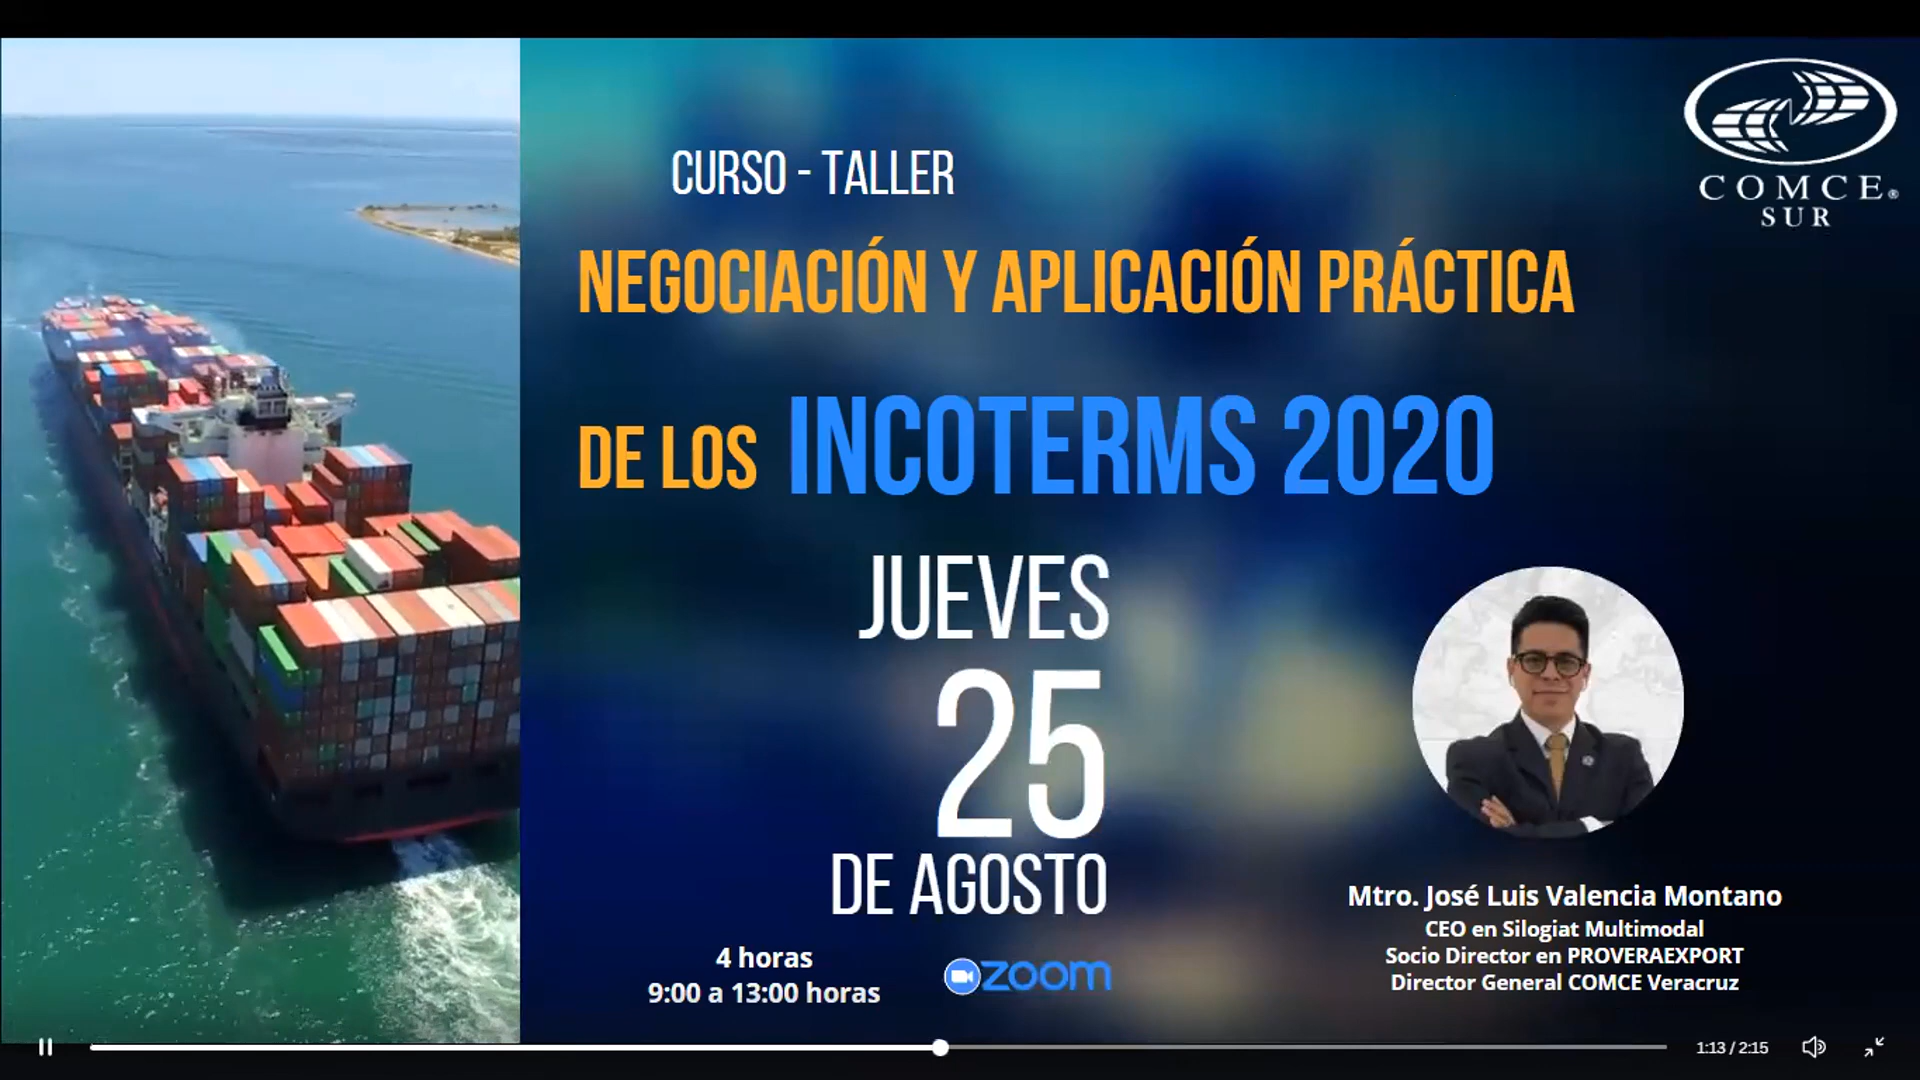 COMCE®
SUR
CURSO - TALLER
NEGOCIACIÓN Y APLICACIÓN PRÁCTICA
DE LOS INCOTERMS 2020
JUEVES
25
DE AGOSTO
4 horas
9:00 a 13:00 horas
zoom
Mtro. José Luis Valencia Montano
CEO en Silogiat Multimodal
Socio Director en PROVERAEXPORT
Director General COMCE Veracruz
1:13 / 2:15